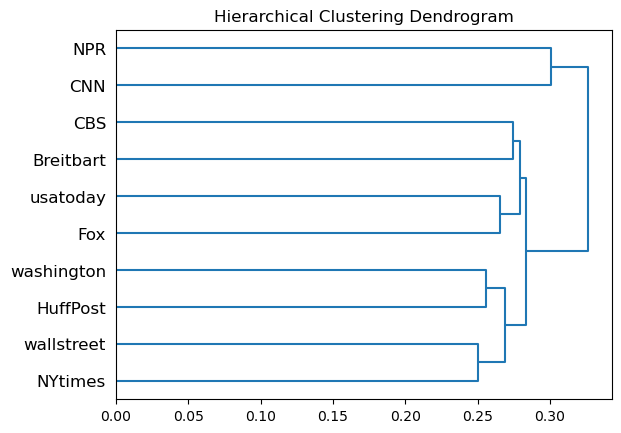 Hierarchical Clustering Dendrogram
NPR
CNN
CBS
Breitbart
usatoday
Fox
washington
HuffPost
wallstreet
NYtimes
0.00 0.05 0.10 0.15 0.20 0.25 0.30